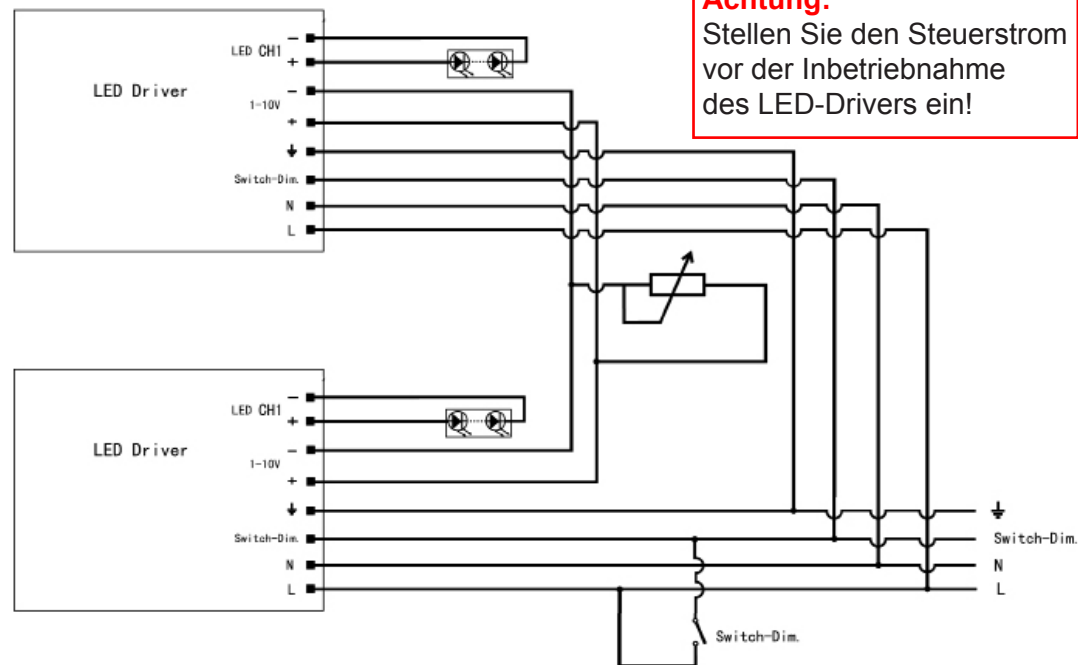 Achtung:
Stellen Sie den Steuerstrom
vor der Inbetriebnahme
des LED-Drivers ein!
LED Driver
LED CH1
-
+
1-10V
-
+
Switch-Dim.
N
L
LED Driver
LED CH1
-
+
1-10V
-
+
Switch-Dim.
N
L
Switch-Dim.
N
L
Switch-Dim.